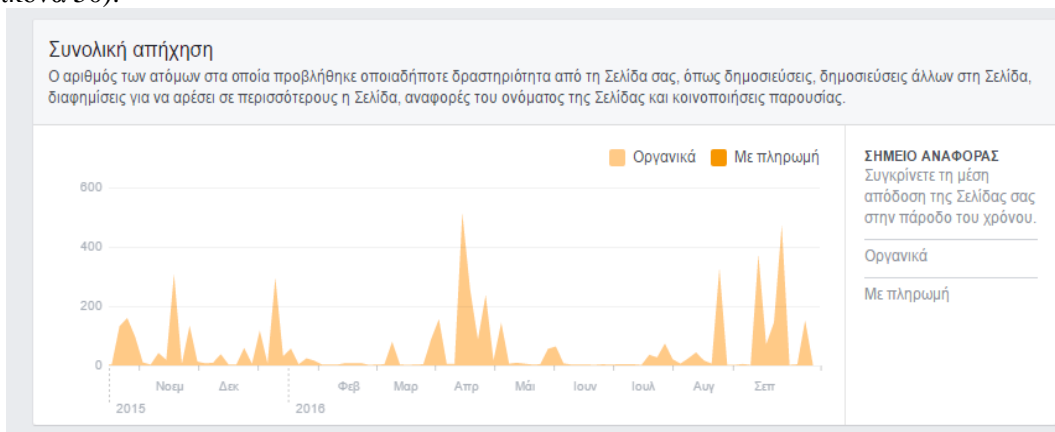 Συνολική απήχηση
Ο αριθμός των ατόμων στα οποία προβλήθηκε οποιαδήποτε δραστηριότητα από τη Σελίδα σας, όπως δημοσιεύσεις, δημοσιεύσεις άλλων στη Σελίδα,
διαφημίσεις για να αρέσει σε περισσότερους η Σελίδα, αναφορές του ονόματος της Σελίδας και κοινοποιήσεις παρουσίας.
Οργανικά Με πληρωμή
600
400
200
0
Νοεμ Δεκ Φεβ Μαρ Απρ Μάι Ιουν Ιουλ Αυγ Σεπ
2015 2016
ΣΗΜΕΙΟ ΑΝΑΦΟΡΑΣ
Συγκρίνετε τη μέση
απόδοση της Σελίδας σας
στην πάροδο του χρόνου.
Οργανικά
Με πληρωμή